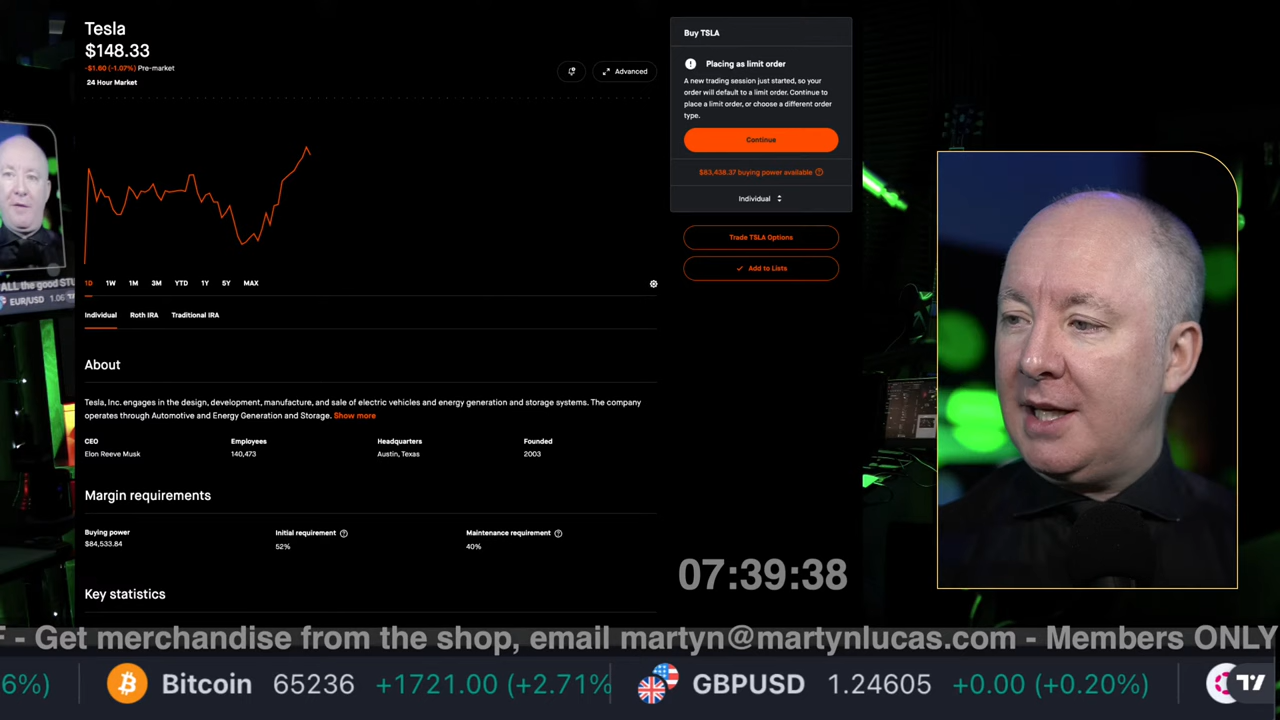 Tesla
$148.33
-$1.60 (-1.07%) Pre-market
24 Hour Market
Advanced
Buy TSLA
Placing as limit order
A new trading session just started, so your
order will default to a limit order. Continue to
place a limit order, or choose a different order
type.
Continue
$83,438.37 buying power available
Individual
Trade TSLA Options
Add to Lists
ALL the good STU
EUR/USD 1.06
1D 1W 1M 3M YTD 1Y 5Y MAX
Individual Roth IRA Traditional IRA
About
Tesla, Inc. engages in the design, development, manufacture, and sale of electric vehicles and energy generation and storage systems. The company
operates through Automotive and Energy Generation and Storage. Show more
CEO Employees Headquarters Founded
Elon Reeve Musk 140,473 Austin, Texas 2003
Margin requirements
Buying power Initial requirement Maintenance requirement
$84,533.84 52% 40%
Key statistics
07:39:38
F - Get merchandise from the shop, email martyn@martynlucas.com - Members ONLY
6%) Bitcoin 65236 +1721.00 (+2.71% GBPUSD 1.24605 +0.00 (+0.20%)